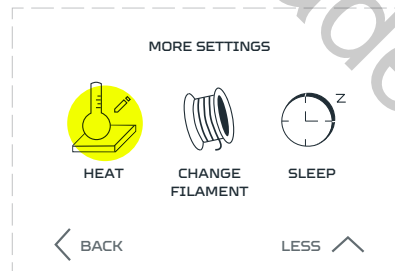 MORE SETTINGS
HEAT
CHANGE
FILAMENT
SLEEP
Z
BACK
LESS